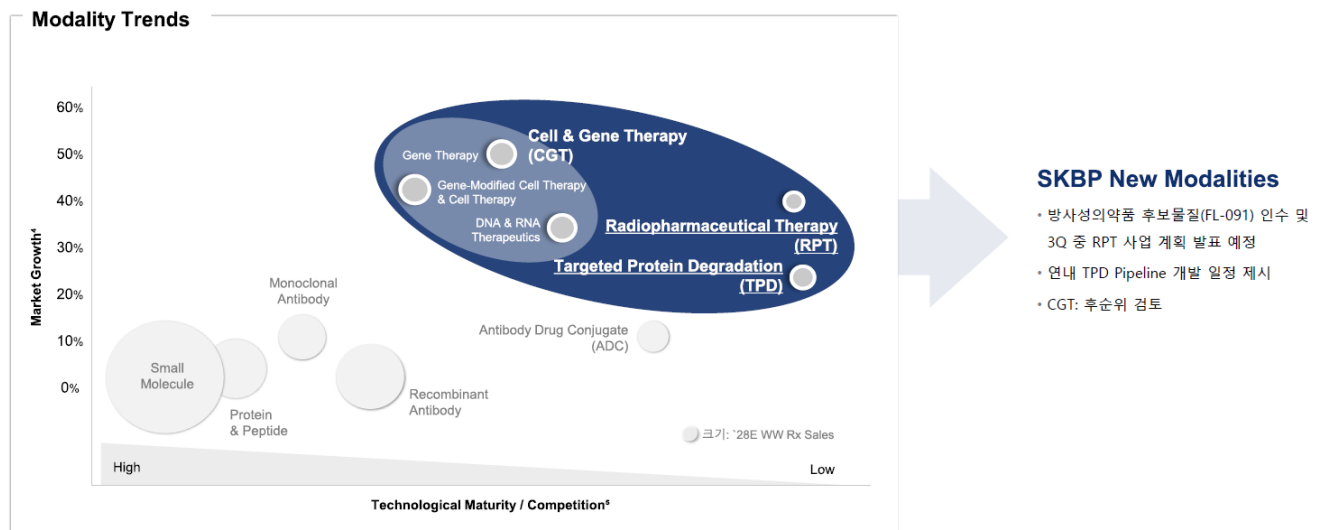 Modality Trends
60%
50%
40%
30%
20%
10%
0%
Market Growth⁴
Cell & Gene Therapy
(CGT)
Gene Therapy
Gene-Modified Cell Therapy
& Cell Therapy
DNA & RNA
Therapeutics
Radiopharmaceutical Therapy
(RPT)
Targeted Protein Degradation
(TPD)
Monoclonal
Antibody
Antibody Drug Conjugate
(ADC)
Small
Molecule
Protein
& Peptide
Recombinant
Antibody
크기: `28E WW Rx Sales
High
Low
Technological Maturity / Competition⁵
SKBP New Modalities
• 방사성의약품 후보물질(FL-091) 인수 및
3Q 중 RPT 사업 계획 발표 예정
• 연내 TPD Pipeline 개발 일정 제시
• CGT: 후순위 검토